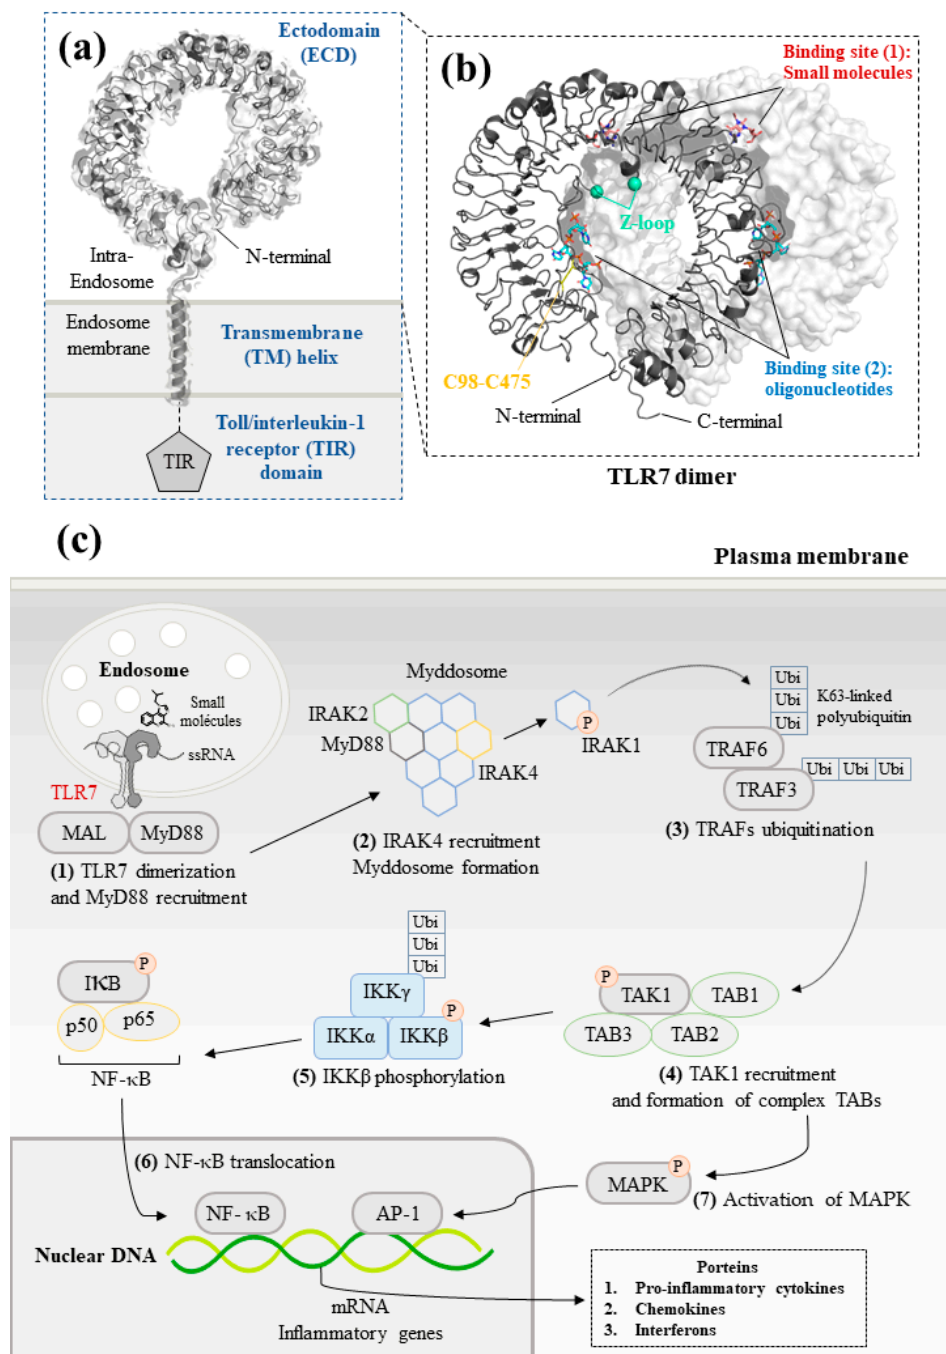 (a)
Ectodomain
(ECD)
N-terminal
Intra-
Endosome
Endosome
membrane
Transmembrane
(TM) helix
Toll/interleukin-1
receptor (TIR)
domain
TIR
(b)
Binding site (1):
Small molecules
Z-loop
C98-C475
Binding site (2):
oligonucleotides
N-terminal
C-terminal
TLR7 dimer
(c)
Plasma membrane
Endosome
Small
molécules
ssRNA
TLR7
MAL
MyD88
(1) TLR7 dimerization
and MyD88 recruitment
Myddosome
IRAK2
MyD88
IRAK4
(2) IRAK4 recruitment
Myddosome formation
P
IRAK1
Ubi
Ubi
Ubi
K63-linked
polyubiquitin
TRAF6
Ubi Ubi Ubi
TRAF3
(3) TRAFs ubiquitination
P
TAK1
TAB1
TAB3
TAB2
(4) TAK1 recruitment
and formation of complex TABs
Ubi
Ubi
Ubi
IKKγ
P
IKKα
IKKβ
(5) IKKβ phosphorylation
P
IKB
p50
p65
NF-κB
(6) NF-κB translocation
P
MAPK
(7) Activation of MAPK
NF-κB
AP-1
Nuclear DNA
mRNA
Inflammatory genes
Porteins
1. Pro-inflammatory cytokines
2. Chemokines
3. Interferons